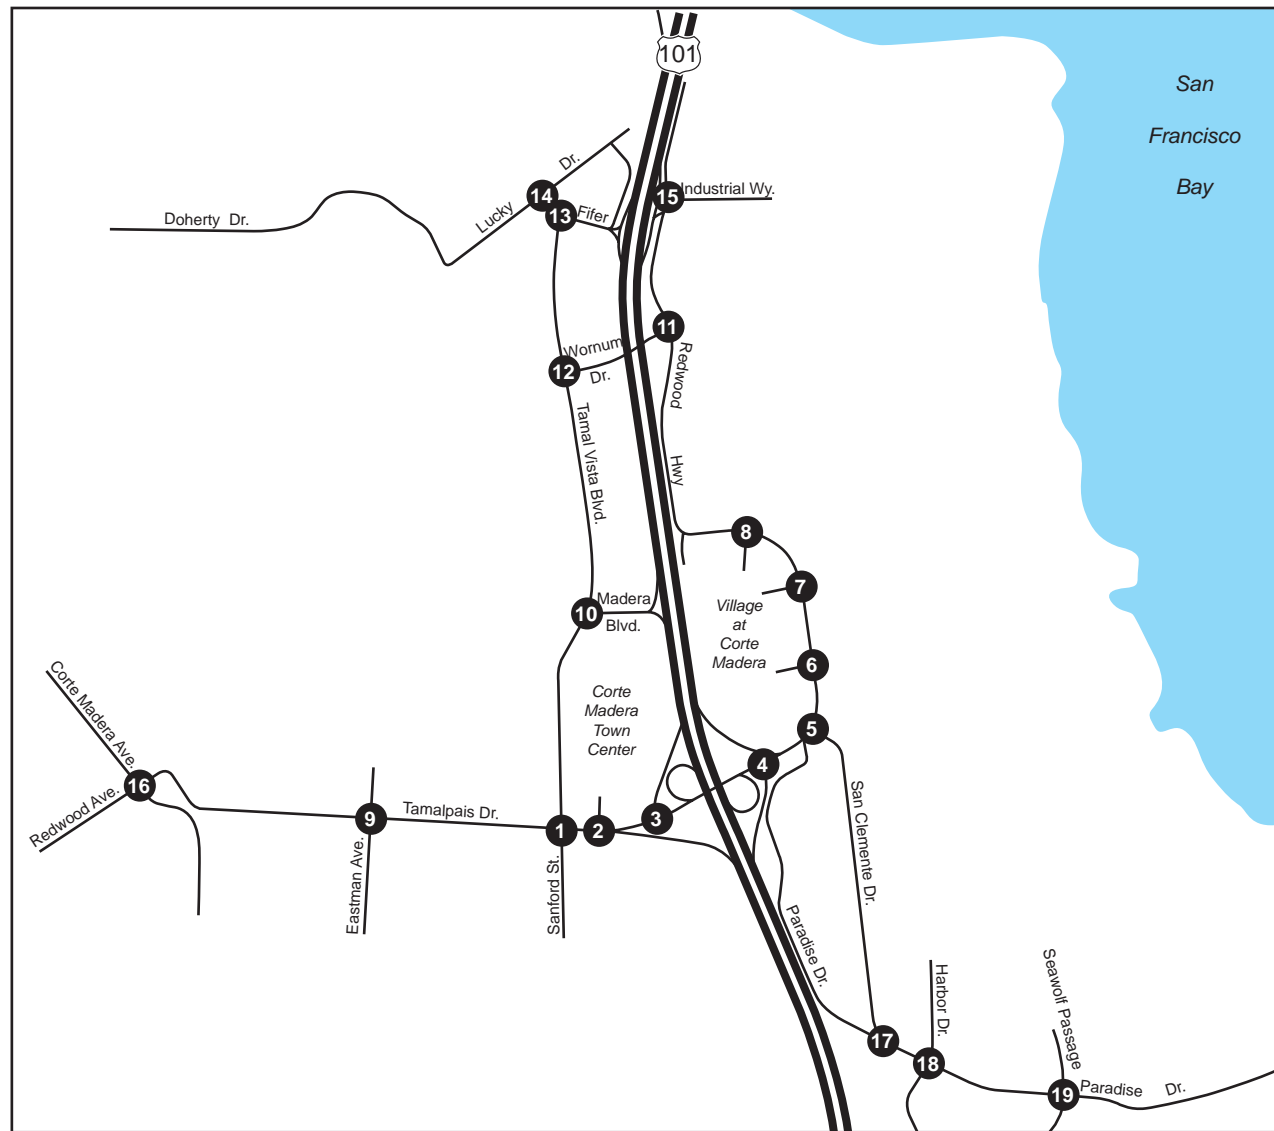 101
San
Francisco
Bay
Dr.
14
15
Industrial Wy.
13
Fifer
Lucky
Doherty Dr.
11
Wornum
Dr.
12
Redwood
Hwy
Tamal Vista Blvd.
8
7
Madera
Blvd.
10
Village
at
Corte
Madera
6
Corte
Madera
Town
Center
5
4
Corte Madera Ave.
16
Redwood Ave.
9
Tamalpais Dr.
1
2
3
Eastman Ave.
Sanford St.
San Clemente Dr.
Paradise Dr.
17
Harbor Dr.
18
Seawolf Passage
19
Paradise Dr.